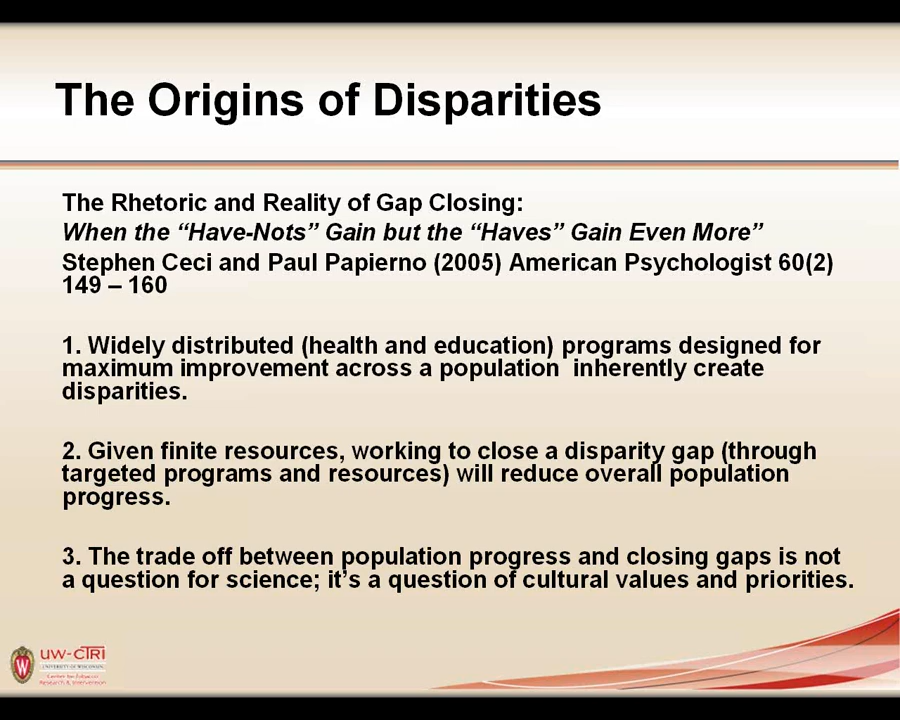 The Origins of Disparities
The Rhetoric and Reality of Gap Closing:
When the “Have-Nots” Gain but the “Haves” Gain Even More”
Stephen Ceci and Paul Papierno (2005) American Psychologist 60(2)
149 – 160
1. Widely distributed (health and education) programs designed for
maximum improvement across a population  inherently create
disparities.
2. Given finite resources, working to close a disparity gap (through
targeted programs and resources) will reduce overall population
progress.
3. The trade off between population progress and closing gaps is not
a question for science; it’s a question of cultural values and priorities.
W
UW-CTRI
UNIVERSITY OF WISCONSIN
Center for Tobacco
Research & Intervention